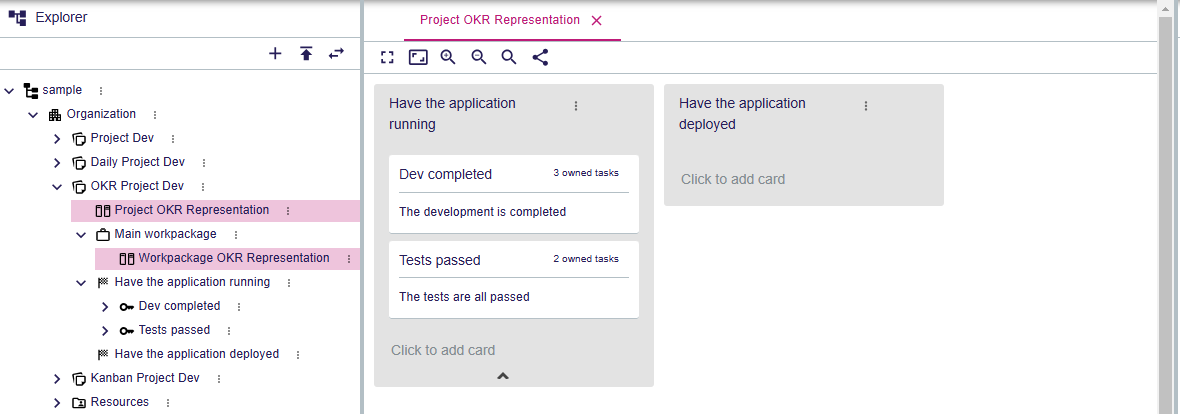 Explorer
sample
Organization
Project Dev
Daily Project Dev
OKR Project Dev
Project OKR Representation
Main workpackage
Workpackage OKR Representation
Have the application running
Dev completed
Tests passed
Have the application deployed
Kanban Project Dev
Resources
Project OKR Representation
Have the application
running
Dev completed
3 owned tasks
The development is completed
Tests passed
2 owned tasks
The tests are all passed
Click to add card
Have the application
deployed
Click to add card